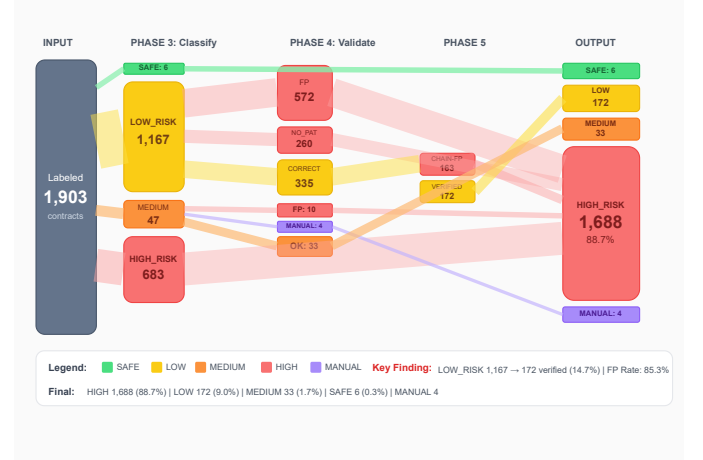 INPUT
PHASE 3: Classify
PHASE 4: Validate
PHASE 5
OUTPUT
Labeled
1,903
contracts
SAFE: 6
LOW_RISK
1,167
MEDIUM
47
HIGH_RISK
683
FP
572
NO_PAT
260
CORRECT
335
FP: 10
MANUAL: 4
OK: 33
CHAIN-FP
163
VERIFIED
172
SAFE: 6
LOW
172
MEDIUM
33
HIGH_RISK
1,688
88.7%
MANUAL: 4
Legend: SAFE LOW MEDIUM HIGH MANUAL Key Finding: LOW_RISK 1,167 → 172 verified (14.7%) | FP Rate: 85.3%
Final: HIGH 1,688 (88.7%) | LOW 172 (9.0%) | MEDIUM 33 (1.7%) | SAFE 6 (0.3%) | MANUAL 4